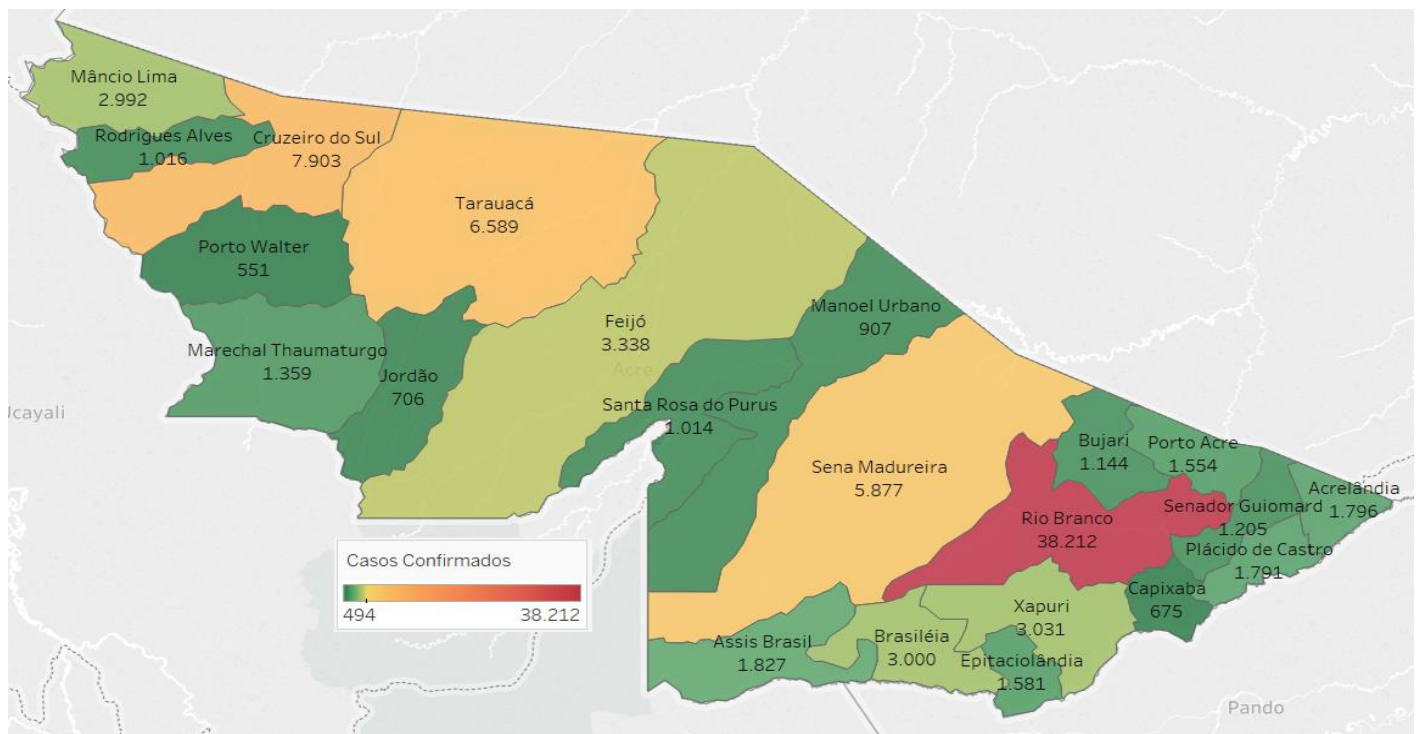 Mâncio Lima
2.992
Rodrigues Alves
1.016
Cruzeiro do Sul
7.903
Tarauacá
6.589
Porto Walter
551
Marechal Thaumaturgo
1.359
Jordão
706
Feijó
3.338
Acre
Manoel Urbano
907
Santa Rosa do Purus
1.014
Ucayali
Sena Madureira
5.877
Bujari
1.144
Porto Acre
1.554
Acrelândia
1.796
Senador Guiomard
1.205
Rio Branco
38.212
Plácido de Castro
1.791
Capixaba
675
Xapuri
3.031
Brasiléia
3.000
Epitaciolândia
1.581
Assis Brasil
1.827
Pando
Casos Confirmados
494 38.212